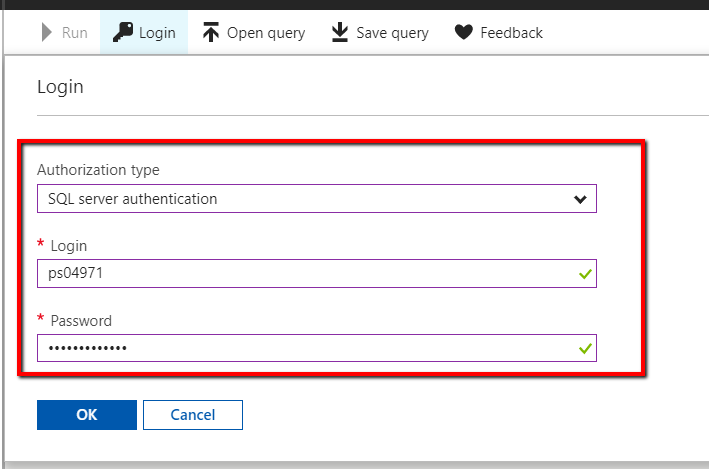 Run Login Open query Save query Feedback
Login
Authorization type
SQL server authentication
* Login
ps04971
* Password
•••••••••••••
OK Cancel